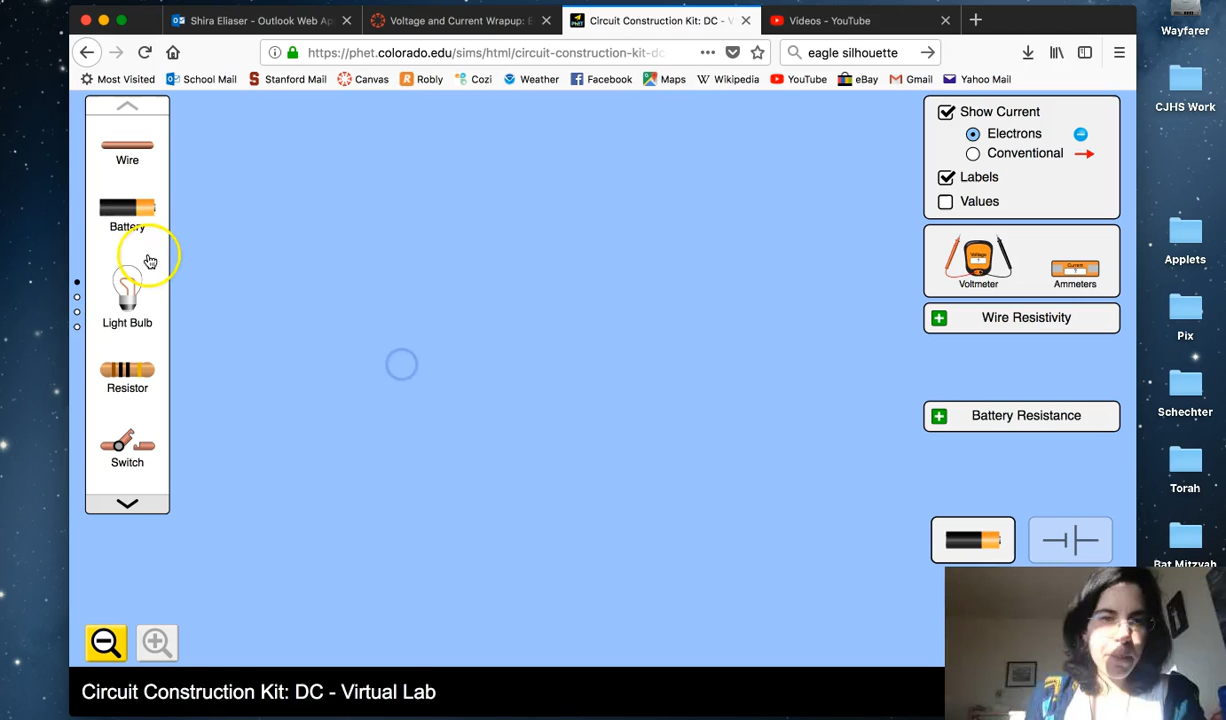 Shira Eliaser - Outlook Web Ap
Voltage and Current Wrapup: E
Circuit Construction Kit: DC - V
Videos - YouTube
https://phet.colorado.edu/sims/html/circuit-construction-kit-dc
eagle silhouette
Most Visited
School Mail
Stanford Mail
Canvas
Robly
Cozi
Weather
Facebook
Maps
Wikipedia
YouTube
eBay
Gmail
Yahoo Mail
Wire
Battery
Light Bulb
Resistor
Switch
Show Current
Electrons
Conventional
Labels
Values
Voltage
?
Voltmeter
Current
?
Ammeters
Wire Resistivity
Battery Resistance
Circuit Construction Kit: DC - Virtual Lab
Wayfarer
CJHS Work
Applets
Pix
Schechter
Torah
Bat Mitzvah